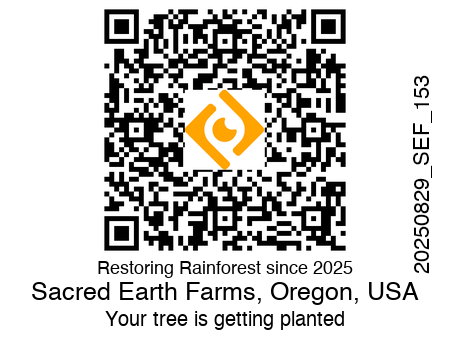 Restoring Rainforest since 2025
Sacred Earth Farms, Oregon, USA
Your tree is getting planted
20250829_SEF_153